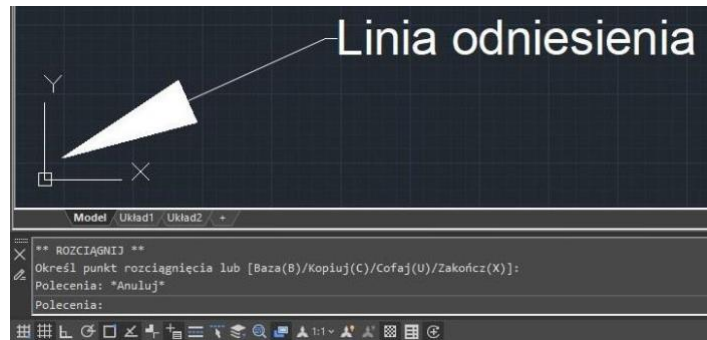 Linia odniesienia
Y
X
Model Układ1 Układ2 +
** ROZCIĄGNIJ **
Określ punkt rozciągnięcia lub [Baza(B)/Kopiuj(C)/Cofaj(U)/Zakończ(X)]:
Polecenia: *Anuluj*
Polecenia:
1:1